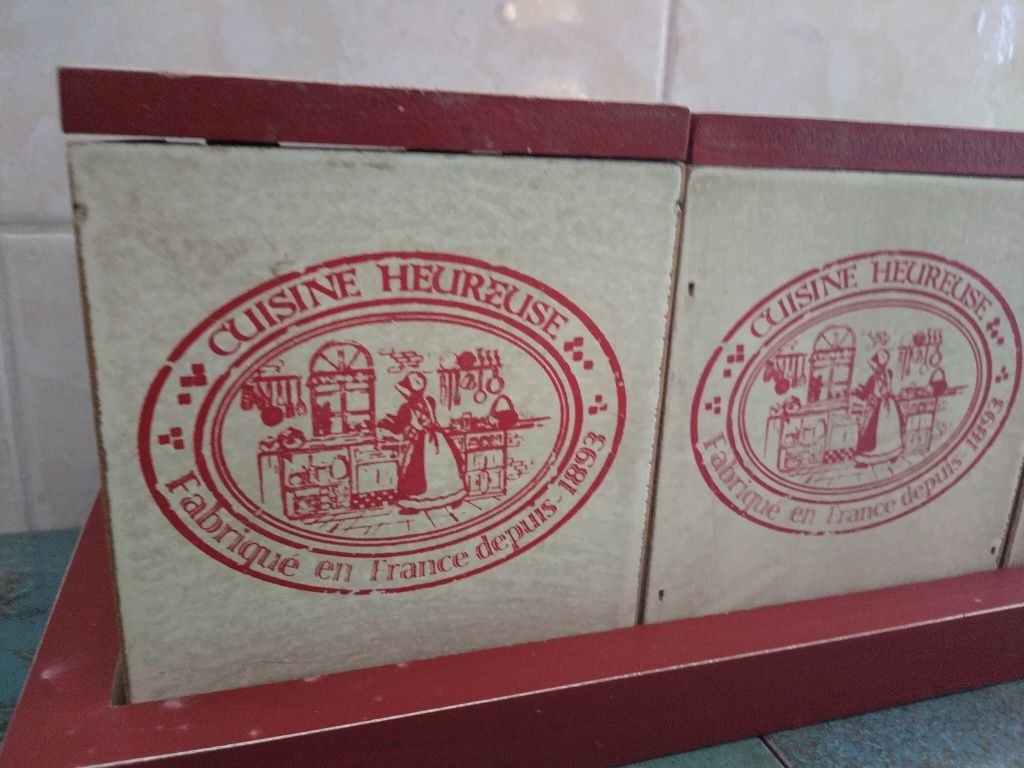 CUISINE HEUREUSE
Fabriqué en France depuis 1893
CUISINE HEUREUSE
Fabriqué en France depuis 1893